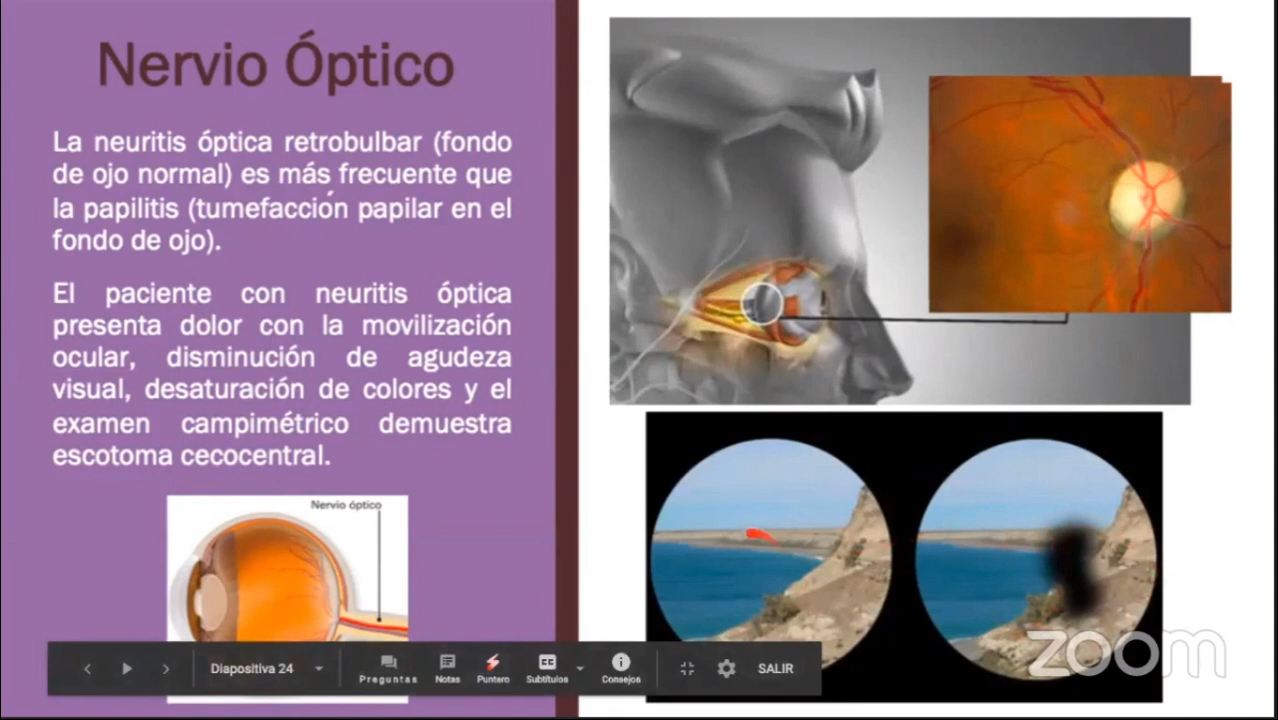 Nervio Óptico
La neuritis óptica retrobulbar (fondo
de ojo normal) es más frecuente que
la papilitis (tumefacción papilar en el
fondo de ojo).
El paciente con neuritis óptica
presenta dolor con la movilización
ocular, disminución de agudeza
visual, desaturación de colores y el
examen campimétrico demuestra
escotoma cecocentral.
Nervio óptico
Diapositiva 24
Preguntas
Notas
Puntero
Subtítulos
Consejos
SALIR
zoom